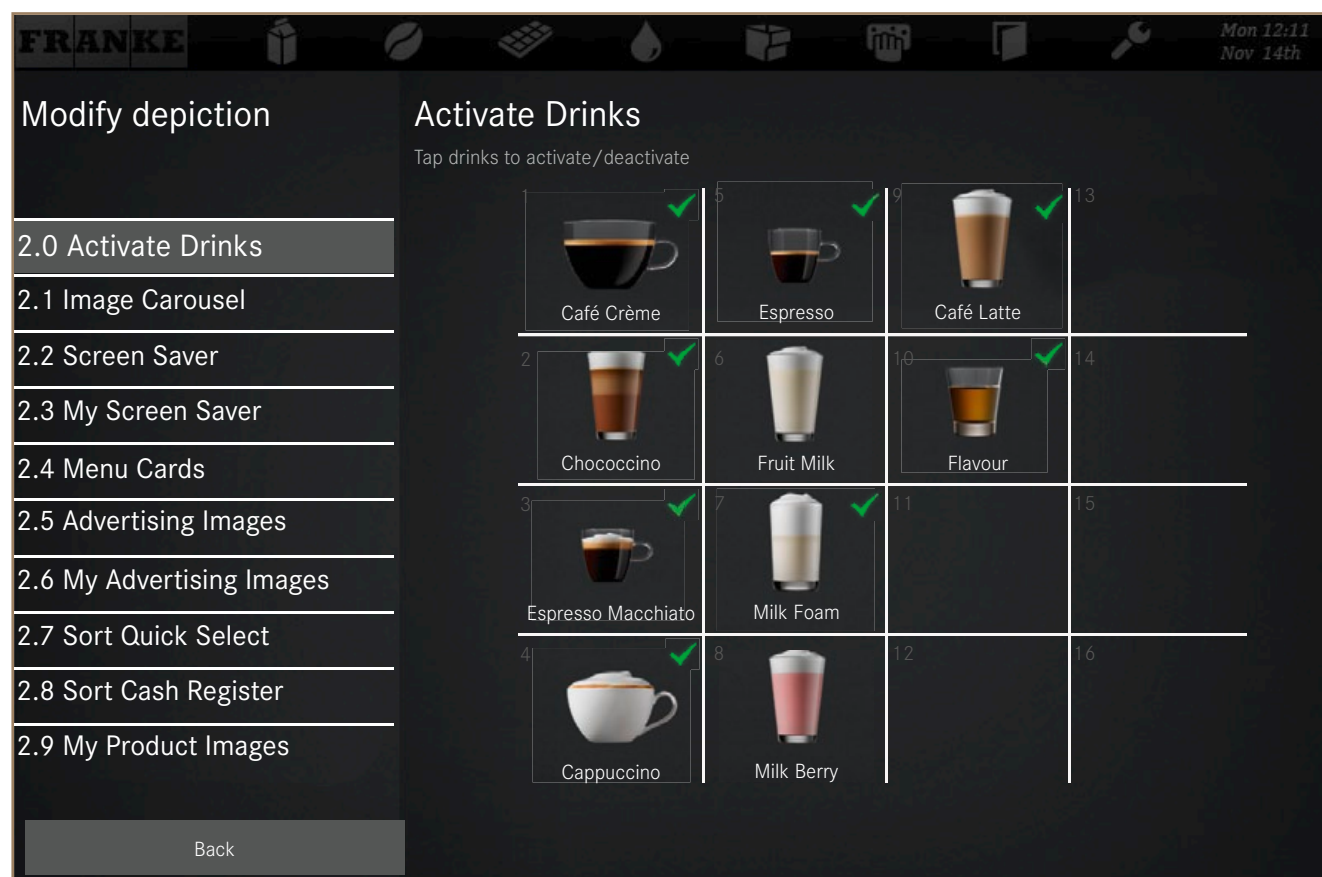 FRANKE
Mon 12:11
Nov 14th
Modify depiction
2.0 Activate Drinks
2.1 Image Carousel
2.2 Screen Saver
2.3 My Screen Saver
2.4 Menu Cards
2.5 Advertising Images
2.6 My Advertising Images
2.7 Sort Quick Select
2.8 Sort Cash Register
2.9 My Product Images
Back
Activate Drinks
Tap drinks to activate/deactivate
1 5 9 13
Café Crème Espresso Café Latte
2 6 10 14
Chococcino Fruit Milk Flavour
3 7 11 15
Espresso Macchiato Milk Foam
4 8 12 16
Cappuccino Milk Berry